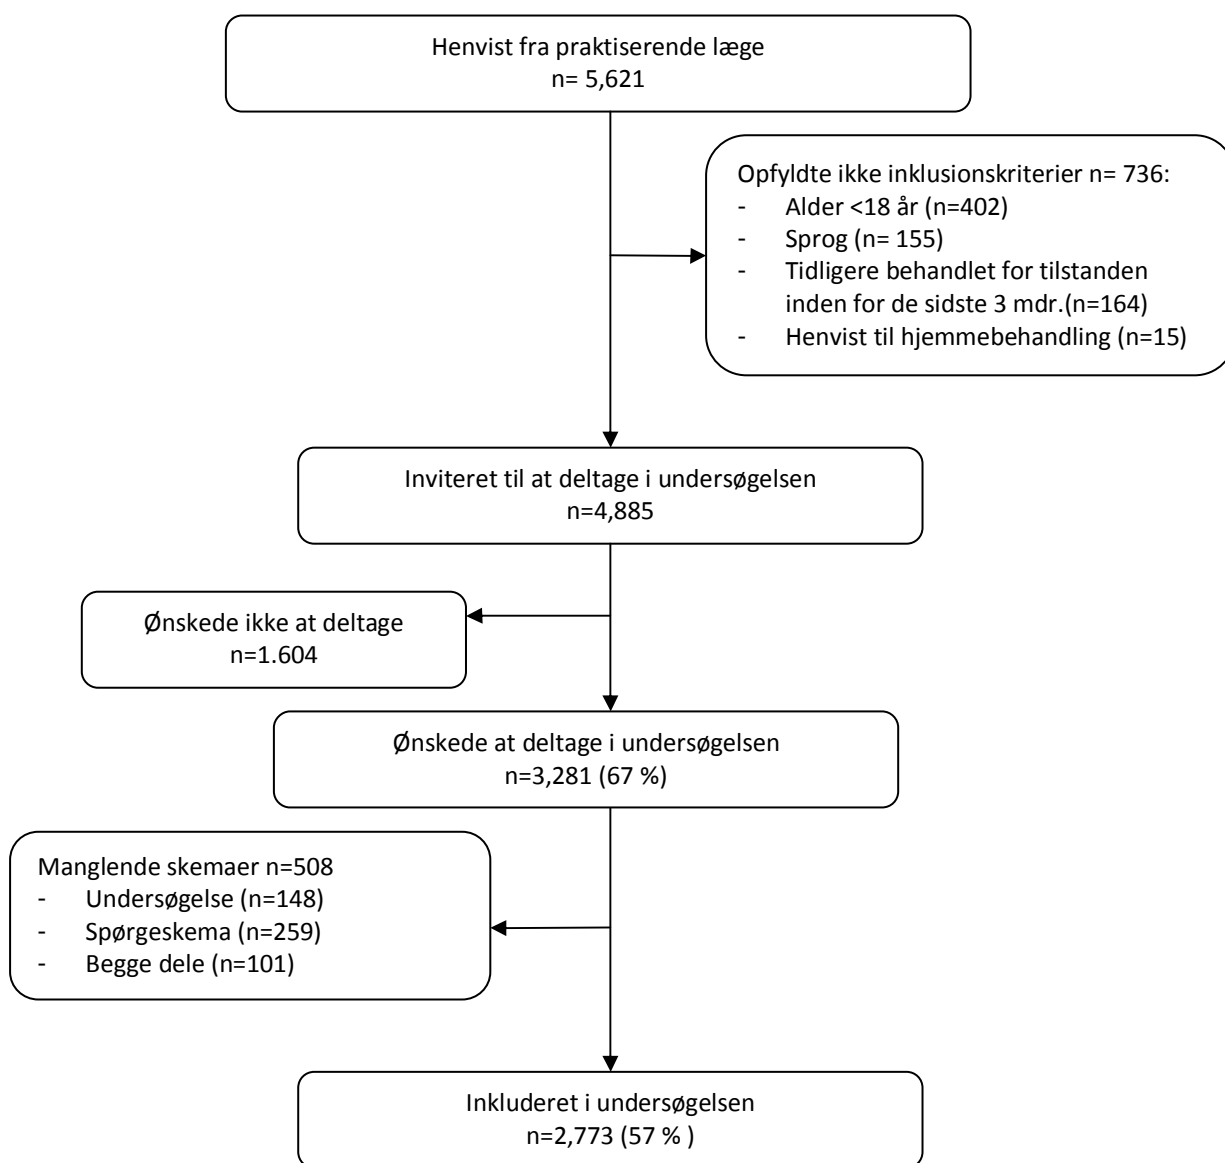 Henvist fra praktiserende læge
n= 5,621
Opfyldte ikke inklusionskriterier n= 736:
- Alder <18 år (n=402)
- Sprog (n= 155)
- Tidligere behandlet for tilstanden
inden for de sidste 3 mdr.(n=164)
- Henvist til hjemmebehandling (n=15)
Inviteret til at deltage i undersøgelsen
n=4,885
Ønskede ikke at deltage
n=1.604
Ønskede at deltage i undersøgelsen
n=3,281 (67 %)
Manglende skemaer n=508
- Undersøgelse (n=148)
- Spørgeskema (n=259)
- Begge dele (n=101)
Inkluderet i undersøgelsen
n=2,773 (57 % )